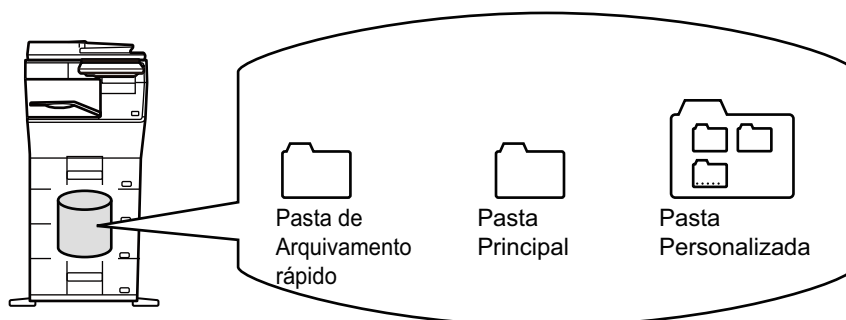 Pasta de
Arquivamento
rápido
Pasta
Principal
Pasta
Personalizada